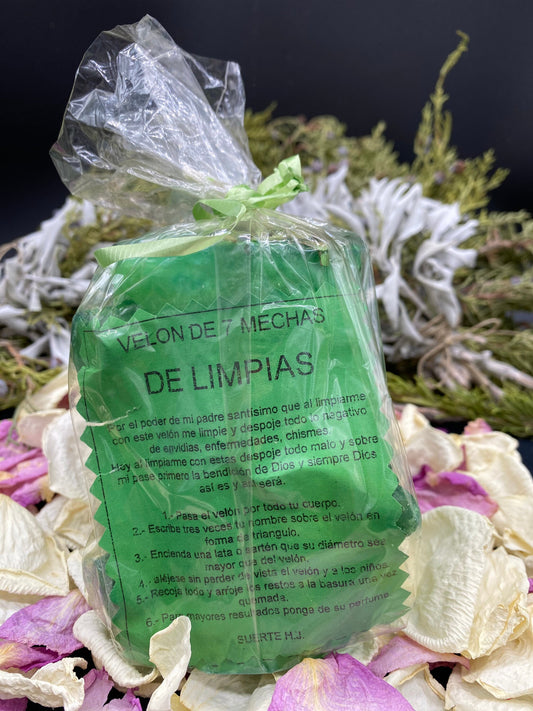 VELON DE 7 MECHAS
DE LIMPIAS
Por el poder de mi padre santísimo que al limpiarme
con este velón me limpie y despoje todo lo nagativo
de envidias, enfermedades, chismes.
Hoy al limpiarme con estas despoje todo malo y sobre
mi pase primero la bendición de Dios y siempre Dios
así es y así será.
1.- Pasa el velón por todo tu cuerpo.
2.- Escribe tres veces tu nombre sobre el velón en
forma de triangulo.
3.- Encienda una lata o sartén que su diámetro sea
mayor que del velón.
4.- aléjese sin perder de vista el velón y a los niños.
5.- Recoja todo y arroje los restos a la basura una vez
quemada.
6.- Para mayores resultados ponga de su perfume
SUERTE H.J.